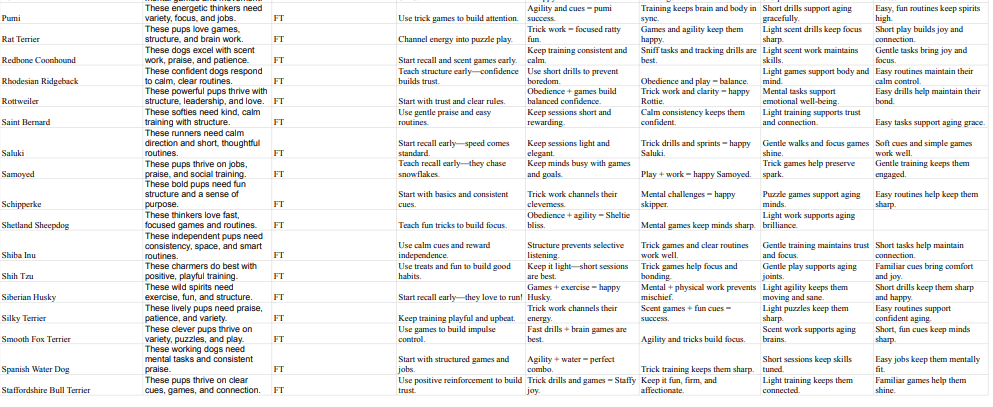 These energetic thinkers need Agility and cues = pumi Training keeps brain and body in Short drills support aging Easy, fun routines keep spirits
Pumi variety, focus, and jobs. FT Use trick games to build attention. success. sync. gracefully. high.
These pups love games, Trick work = focused ratty Games and agility keep them Light scent drills keep focus Short play builds joy and
Rat Terrier structure, and brain work. FT Channel energy into puzzle play. fun. happy. sharp. connection.
These dogs excel with scent Keep training consistent and Sniff tasks and tracking drills are Light scent work maintains Gentle tasks bring joy and
Redbone Coonhound work, praise, and patience. FT Start recall and scent games early. calm. best. skills. focus.
These confident dogs respond Teach structure early—confidence Use short drills to prevent Light games support body and Easy routines maintain their
Rhodesian Ridgeback to calm, clear routines. FT builds trust. boredom. Obedience and play = balance. mind. calm control.
These powerful pups thrive with Obedience + games build Trick work and clarity = happy Mental tasks support Easy drills help maintain their
Rottweiler structure, leadership, and love. FT Start with trust and clear rules. balanced confidence. Rottie. emotional well-being. bond.
These softies need kind, calm Use gentle praise and easy Keep sessions short and Calm consistency keeps them Light training supports trust
Saint Bernard training with structure. FT routines. rewarding. confident. and connection. Easy tasks support aging grace.
These runners need calm
direction and short, thoughtful Start recall early—speed comes Keep sessions light and Trick drills and sprints = happy Gentle walks and focus games Soft cues and simple games
Saluki routines. FT standard. elegant. Saluki. shine. work well.
These pups thrive on jobs, Teach recall early—they chase Keep minds busy with games Trick games help preserve Gentle training keeps them
Samoyed praise, and social training. FT snowflakes. and goals. Play + work = happy Samoyed. spark. engaged.
These bold pups need fun
structure and a sense of Start with basics and consistent Trick work channels their Mental challenges = happy Puzzle games support aging Easy routines help keep them
Schipperke purpose. FT cues. cleverness. skipper. minds. sharp.
These thinkers love fast, Obedience + agility = Sheltie Light work supports aging
Shetland Sheepdog focused games and routines. FT Teach fun tricks to build focus. bliss. Mental games keep minds sharp. brilliance.
These independent pups need
consistency, space, and smart Use calm cues and reward Structure prevents selective Trick games and clear routines Gentle training maintains trust Short tasks help maintain
Shiba Inu routines. FT independence. listening. work well. and focus. connection.
These charmers do best with Use treats and fun to build good Keep it light—short sessions Trick games help focus and Gentle play supports aging Familiar cues bring comfort
Shih Tzu positive, playful training. FT habits. are best. bonding. joints. and joy.
These wild spirits need Games + exercise = happy Mental + physical work prevents Light agility keeps them Short drills keep them sharp
Siberian Husky exercise, fun, and structure. FT Start recall early—they love to run! Husky. mischief. moving and sane. and happy.
These lively pups need praise, Trick work channels their Scent games + fun cues = Light puzzles keep them Easy routines support
Silky Terrier patience, and variety. FT Keep training playful and upbeat. energy. success. sharp. confident aging.
These clever pups thrive on Use games to build impulse Fast drills + brain games are Scent work supports aging Short, fun cues keep minds
Smooth Fox Terrier variety, puzzles, and play. FT control. best. Agility and tricks build focus. brains. sharp.
These working dogs need
mental tasks and consistent Start with structured games and Agility + water = perfect Short sessions keep skills Easy jobs keep them mentally
Spanish Water Dog praise. FT jobs. combo. Trick training keeps them sharp. tuned. fit.
These pups thrive on clear Use positive reinforcement to build Trick drills and games = Staffy Keep it fun, firm, and Light training keeps them Familiar games help them
Staffordshire Bull Terrier cues, games, and connection. FT trust. joy. affectionate. connected. shine.